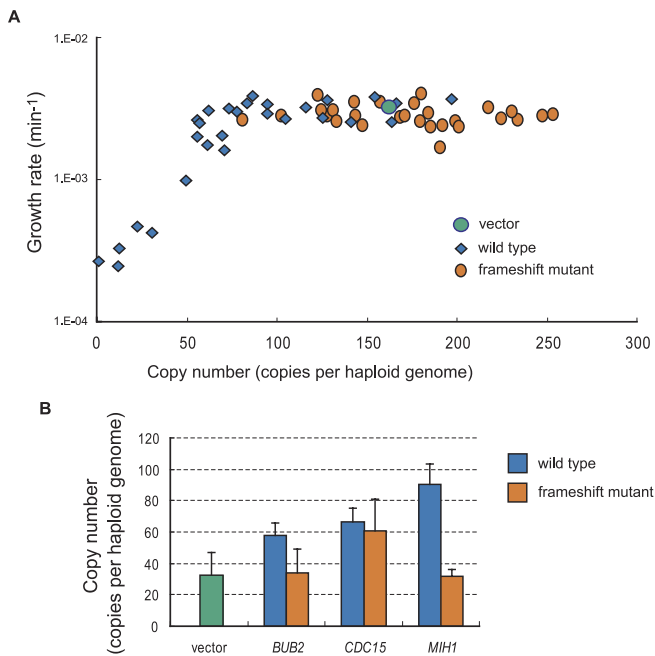 A
Growth rate (min-1)
1.E-02
1.E-03
1.E-04
0
50
100
150
200
250
300
Copy number (copies per haploid genome)
vector
wild type
frameshift mutant
B
Copy number
(copies per haploid genome)
120
100
80
60
40
20
0
vector
BUB2
CDC15
MIH1
wild type
frameshift mutant